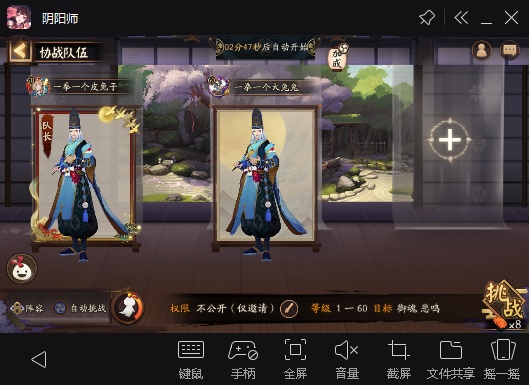 阴阳师
协战队伍
02分47秒后自动开始
加成
一拳一个皮兔子
一拳一个大兔兔
队长
阵容
自动挑战
权限 不公开（仅邀请）
等级 1 一 60 目标 御魂 悲鸣
挑战
x8
键鼠
手柄
全屏
音量
截屏
文件共享
摇一摇